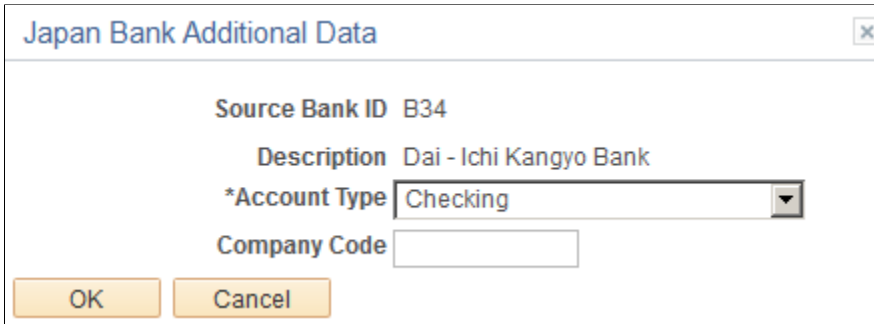 Japan Bank Additional Data
Source Bank ID B34
Description Dai - Ichi Kangyo Bank
*Account Type Checking
Company Code
OK Cancel